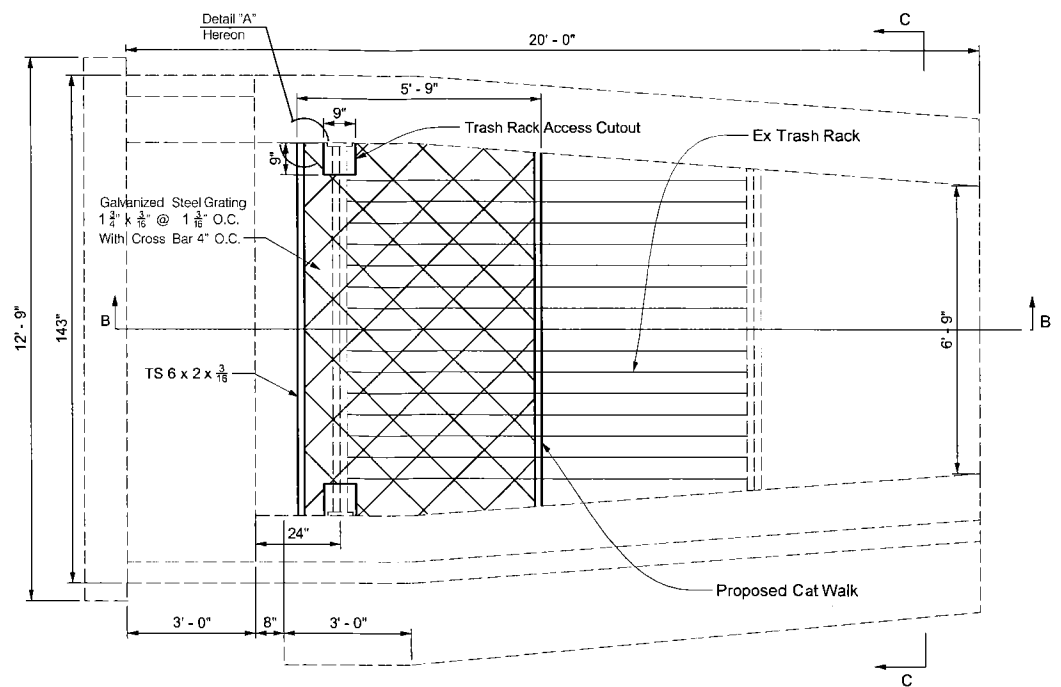 Detail "A"
Hereon
C
20' - 0"
5' - 9"
9"
Trash Rack Access Cutout
Ex Trash Rack
9"
Galvanized Steel Grating
1 3/4" x 3/16" @ 1 3/16" O.C.
With Cross Bar 4" O.C.
B
B
12' - 9"
143"
6' - 9"
TS 6 x 2 x 3/16
24"
Proposed Cat Walk
3' - 0"
8"
3' - 0"
C